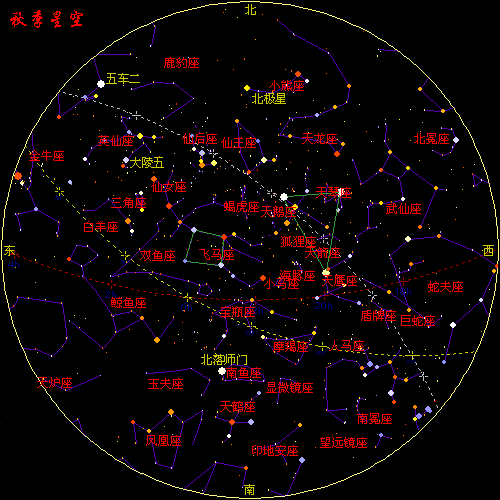 秋季星空
北
鹿豹座
五车二
小熊座
北极星
英仙座
仙后座
仙王座
天龙座
北冕座
金牛座
大陵五
仙女座
三角座
蝎虎座
天鹅座
天琴座
武仙座
白羊座
狐狸座
天箭座
东
双鱼座
飞马座
西
海豚座
小马座
天鹰座
蛇夫座
鲸鱼座
宝瓶座
盾牌座
巨蛇座
摩羯座
人马座
北落师门
南鱼座
天炉座
玉夫座
显微镜座
天鹤座
南冕座
凤凰座
印地安座
望远镜座
南